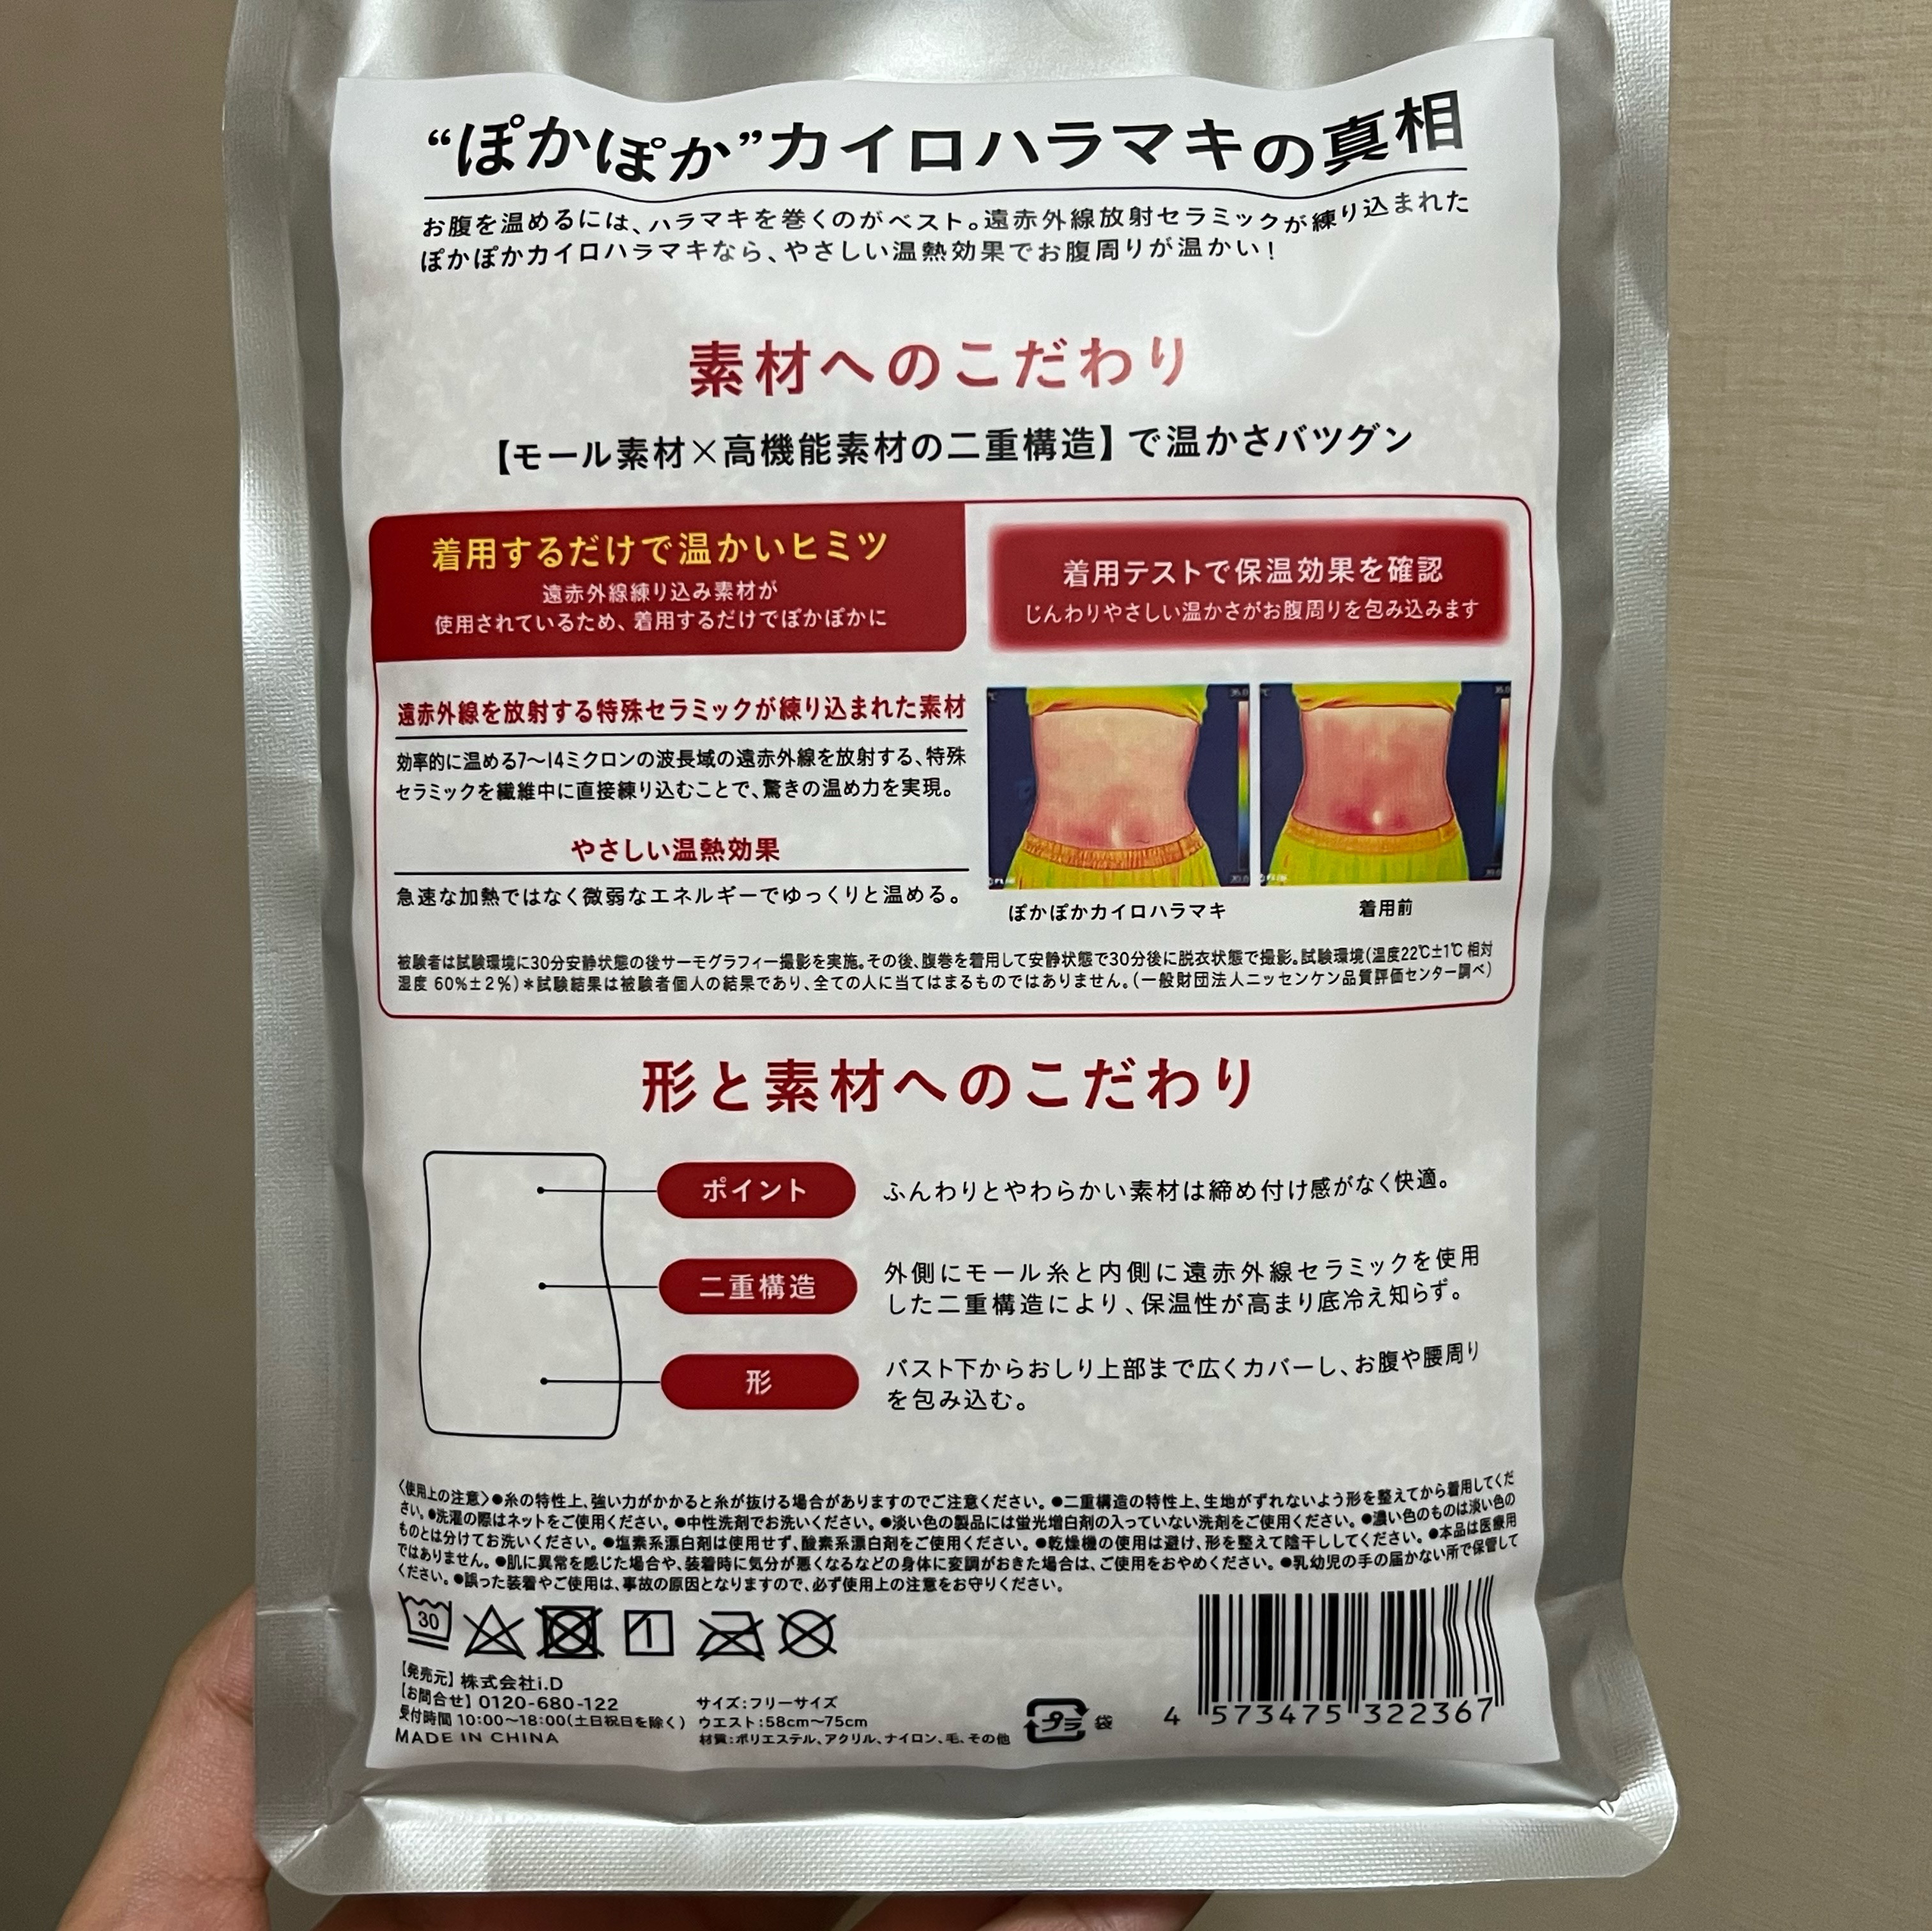 “ぽかぽか”カイロハラマキの真相
お腹を温めるには、ハラマキを巻くのがベスト。遠赤外線放射セラミックが練り込まれた
ぽかぽかカイロハラマキなら、やさしい温熱効果でお腹周りが温かい！
素材へのこだわり
【モール素材×高機能素材の二重構造】で温かさバツグン
着用するだけで温かいヒミツ
遠赤外線練り込み素材が
使用されているため、着用するだけでぽかぽかに
遠赤外線を放射する特殊セラミックが練り込まれた素材
効率的に温める7〜14ミクロンの波長域の遠赤外線を放射する、特殊
セラミックを繊維中に直接練り込むことで、驚きの温め力を実現。
やさしい温熱効果
急速な加熱ではなく微弱なエネルギーでゆっくりと温める。
着用テストで保温効果を確認
じんわりやさしい温かさがお腹周りを包み込みます
ぽかぽかカイロハラマキ
着用前
被験者は試験環境に30分安静状態の後サーモグラフィー撮影を実施。その後、腹巻を着用して安静状態で30分後に脱衣状態で撮影。試験環境(温度22℃±1℃ 相対
湿度 60%±2%)＊試験結果は被験者個人の結果であり、全ての人に当てはまるものではありません。(一般財団法人ニッセンケン品質評価センター調べ)
形と素材へのこだわり
ポイント
ふんわりとやわらかい素材は締め付け感がなく快適。
二重構造
外側にモール糸と内側に遠赤外線セラミックを使用
した二重構造により、保温性が高まり底冷え知らず。
形
バスト下からおしり上部まで広くカバーし、お腹や腰周り
を包み込む。
〈使用上の注意〉●糸の特性上、強い力がかかると糸が抜ける場合がありますのでご注意ください。●二重構造の特性上、生地がずれないよう形を整えてから着用してくだ
さい。●洗濯の際はネットをご使用ください。●中性洗剤でお洗いください。●淡い色の製品には蛍光増白剤の入っていない洗剤をご使用ください。●濃い色のものは淡い色の
ものとは分けてお洗いください。●塩素系漂白剤は使用せず、酸素系漂白剤をご使用ください。●乾燥機の使用は避け、形を整えて陰干ししてください。●本品は医療用
ではありません。●肌に異常を感じた場合や、装着時に気分が悪くなるなどの身体に変調がおきた場合は、ご使用をおやめください。●乳幼児の手の届かない所で保管して
ください。●誤った装着やご使用は、事故の原因となりますので、必ず使用上の注意をお守りください。
30
【発売元】株式会社i.D
【お問合せ】0120-680-122
受付時間 10:00〜18:00(土日祝日を除く)
MADE IN CHINA
サイズ：フリーサイズ
ウエスト：58cm〜75cm
材質：ポリエステル、アクリル、ナイロン、毛、その他
プラ 袋
4 573475 322367